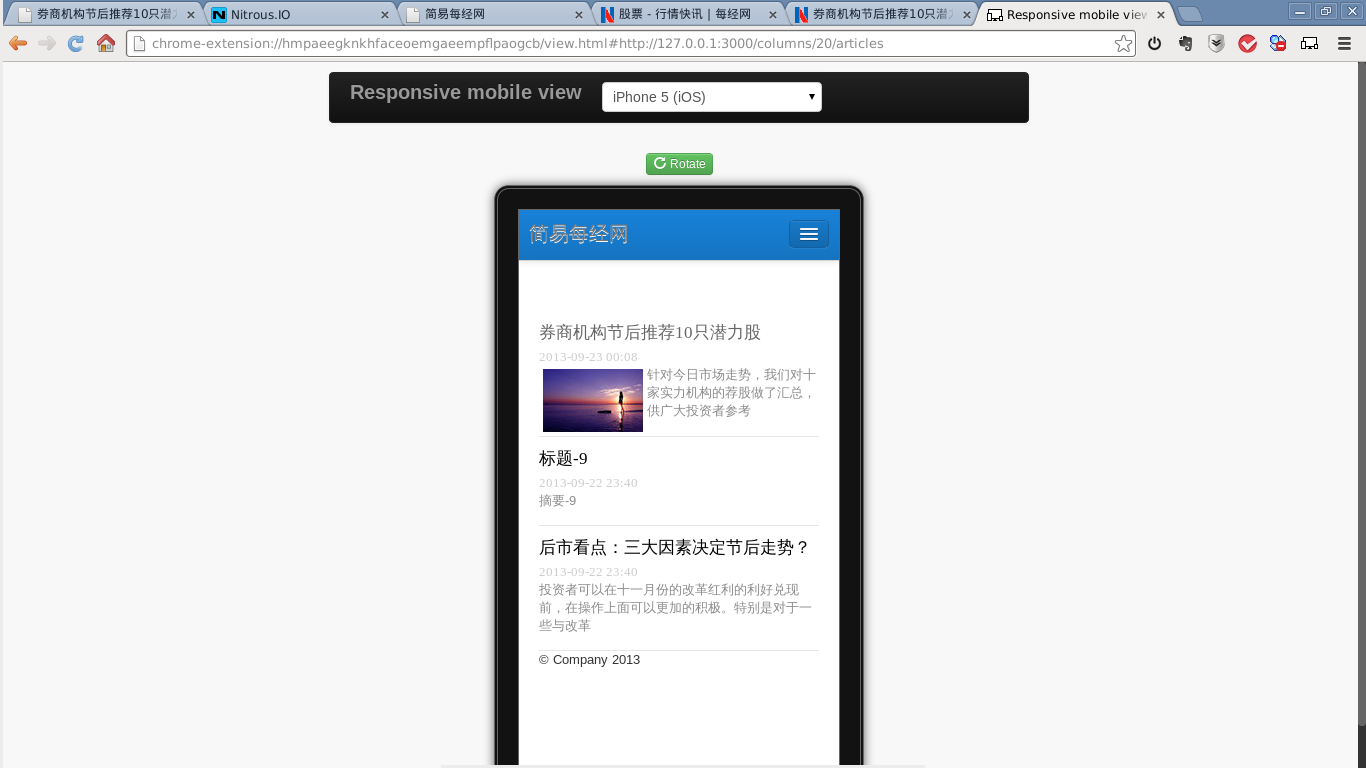 券商机构节后推荐10只潜力
Nitrous.IO
简易每经网
股票 - 行情快讯 | 每经网
券商机构节后推荐10只潜
Responsive mobile view
chrome-extension://hmpaeegknkhfaceoemgaeempflpaogcb/view.html#http://127.0.0.1:3000/columns/20/articles
Responsive mobile view
iPhone 5 (iOS)
Rotate
简易每经网
券商机构节后推荐10只潜力股
2013-09-23 00:08
针对今日市场走势，我们对十
家实力机构的荐股做了汇总，
供广大投资者参考
标题-9
2013-09-22 23:40
摘要-9
后市看点：三大因素决定节后走势？
2013-09-22 23:40
投资者可以在十一月份的改革红利的利好兑现
前，在操作上面可以更加的积极。特别是对于一
些与改革
© Company 2013